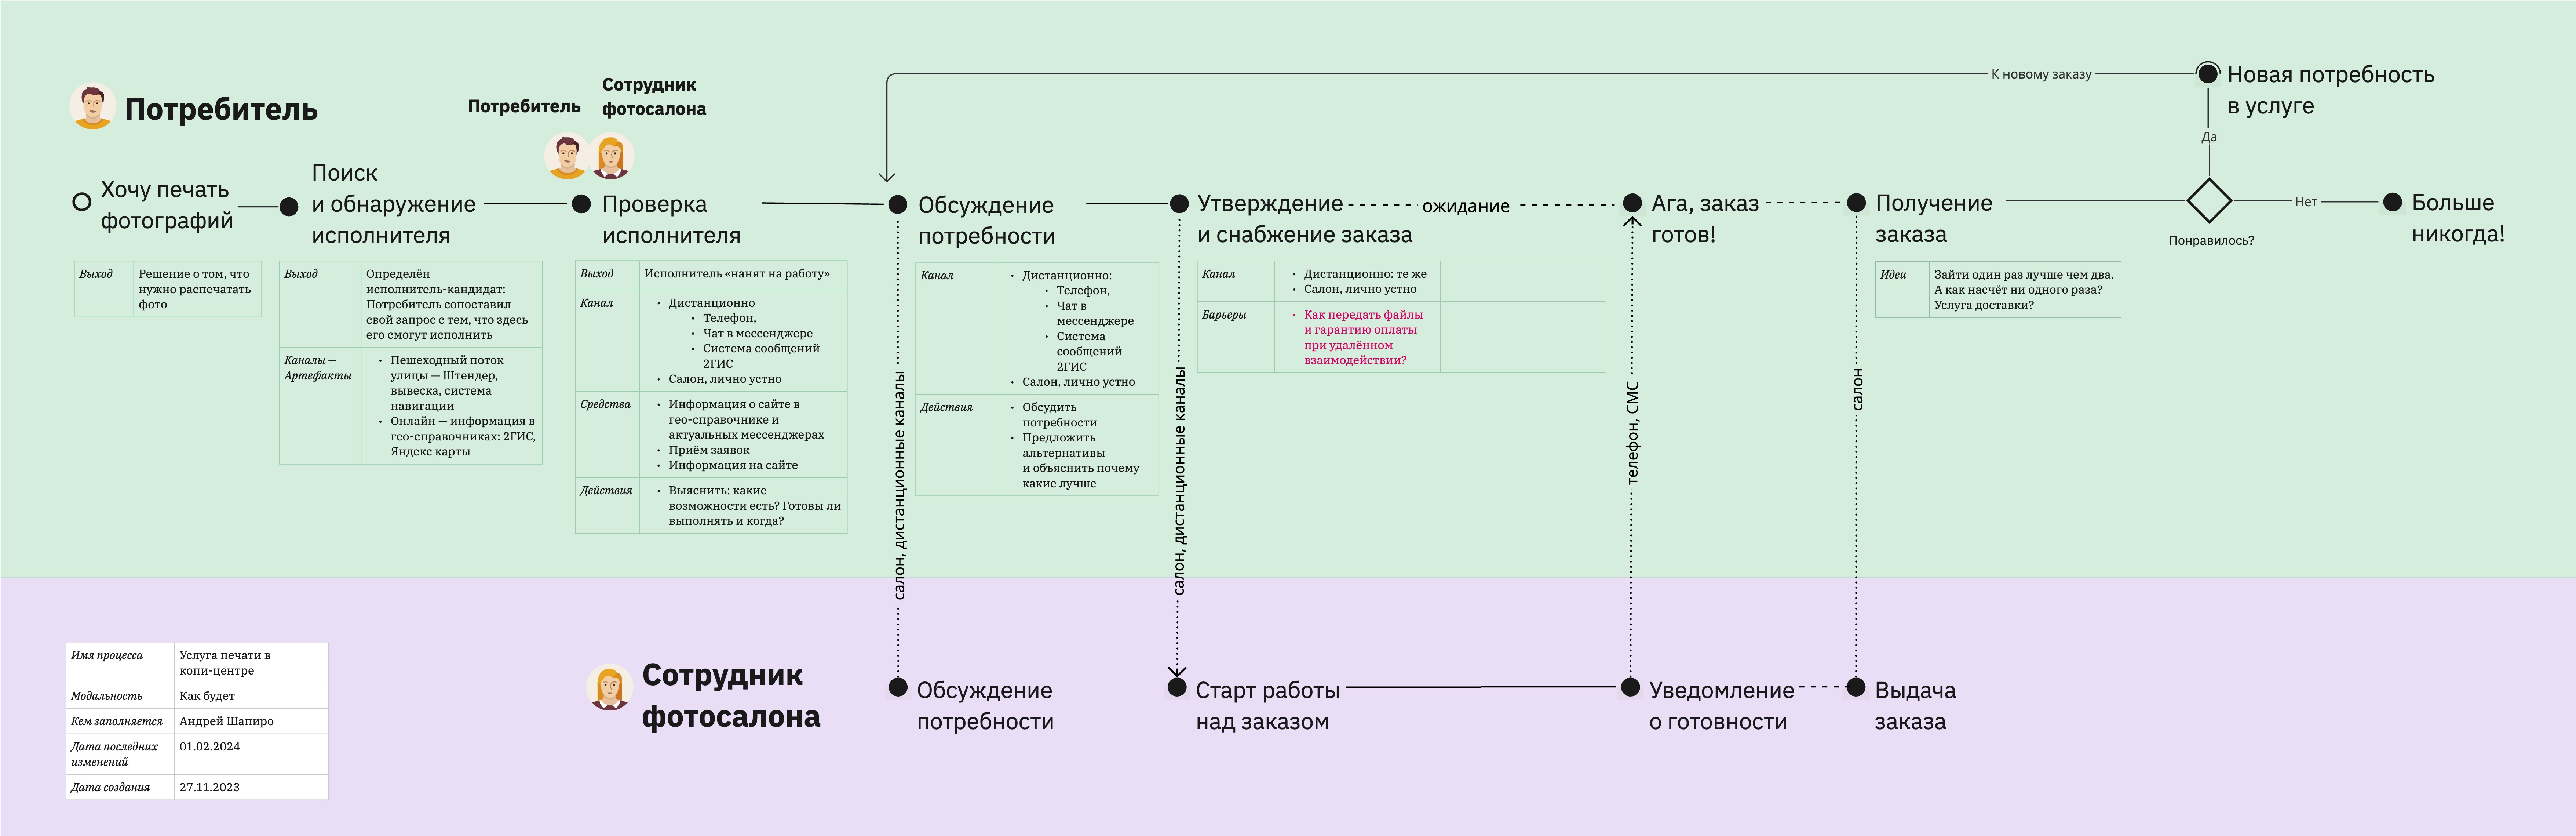 Потребитель
Потребитель
Сотрудник
фотосалона
К новому заказу
Новая потребность
в услуге
Да
Хочу печать
фотографий
Поиск
и обнаружение
исполнителя
Проверка
исполнителя
Обсуждение
потребности
Утверждение
и снабжение заказа
ожидание
Ага, заказ
готов!
Получение
заказа
Понравилось?
Нет
Больше
никогда!
Выход
Решение о том, что
нужно распечатать
фото
Выход
Определён
исполнитель-кандидат:
Потребитель сопоставил
свой запрос с тем, что здесь
его смогут исполнить
Каналы —
Артефакты
• Пешеходный поток
улицы — Штендер,
вывеска, система
навигации
• Онлайн — информация в
гео-справочниках: 2ГИС,
Яндекс карты
Выход
Исполнитель «нанят на работу»
Канал
• Дистанционно
• Телефон,
• Чат в мессенджере
• Система сообщений
2ГИС
• Салон, лично устно
Средства
• Информация о сайте в
гео-справочнике и
актуальных мессенджерах
• Приём заявок
• Информация на сайте
Действия
• Выяснить: какие
возможности есть? Готовы ли
выполнять и когда?
салон, дистанционные каналы
Канал
• Дистанционно:
• Телефон,
• Чат в
мессенджере
• Система
сообщений
2ГИС
• Салон, лично устно
Действия
• Обсудить
потребности
• Предложить
альтернативы
и объяснить почему
какие лучше
салон, дистанционные каналы
Канал
• Дистанционно: те же
• Салон, лично устно
Барьеры
• Как передать файлы
и гарантию оплаты
при удалённом
взаимодействии?
телефон, СМС
салон
Идеи
Зайти один раз лучше чем два.
А как насчёт ни одного раза?
Услуга доставки?
Имя процесса
Услуга печати в
копи-центре
Модальность
Как будет
Кем заполняется
Андрей Шапиро
Дата последних
изменений
01.02.2024
Дата создания
27.11.2023
Сотрудник
фотосалона
Обсуждение
потребности
Старт работы
над заказом
Уведомление
о готовности
Выдача
заказа